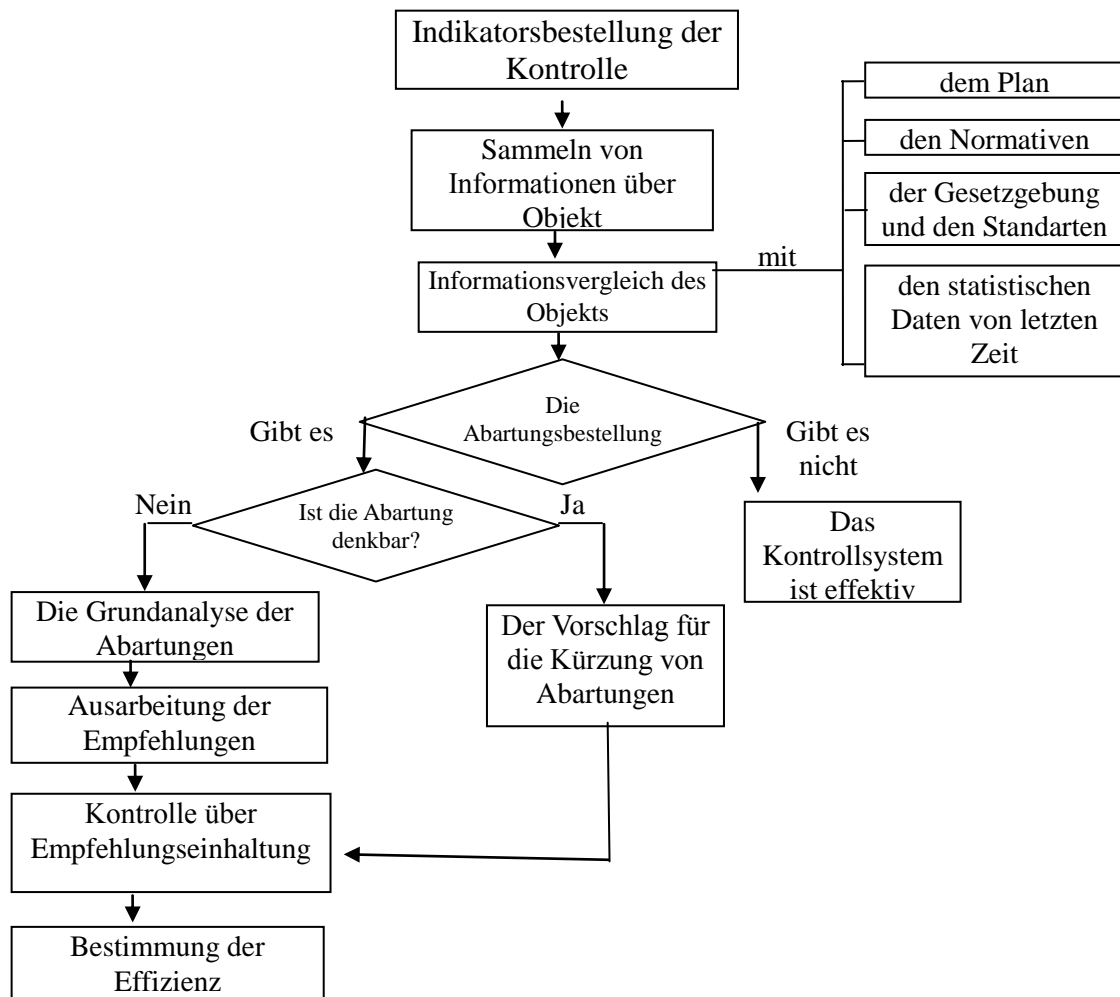 Indikatorsbestellung der
Kontrolle
Sammeln von
Informationen über
Objekt
Informationsvergleich des
Objekts
mit
dem Plan
den Normativen
der Gesetzgebung
und den Standarten
den statistischen
Daten von letzten
Zeit
Die
Abartungsbestellung
Gibt es
Gibt es
nicht
Nein
Ist die Abartung
denkbar?
Ja
Das
Kontrollsystem
ist effektiv
Die Grundanalyse der
Abartungen
Der Vorschlag für
die Kürzung von
Abartungen
Ausarbeitung der
Empfehlungen
Kontrolle über
Empfehlungseinhaltung
Bestimmung der
Effizienz